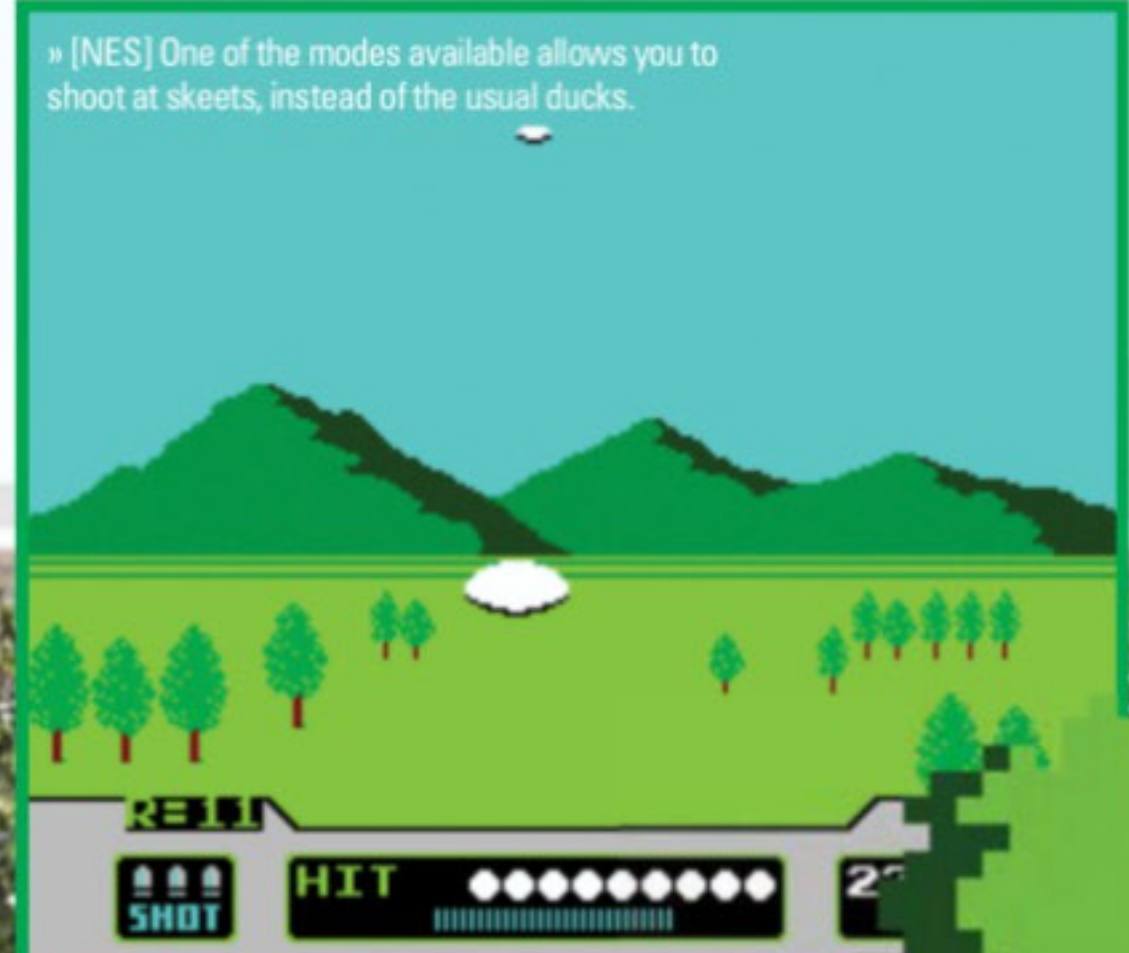 » [NES] One of the modes available allows you to
shoot at skeets, instead of the usual ducks.
R=11
SHOT
HIT